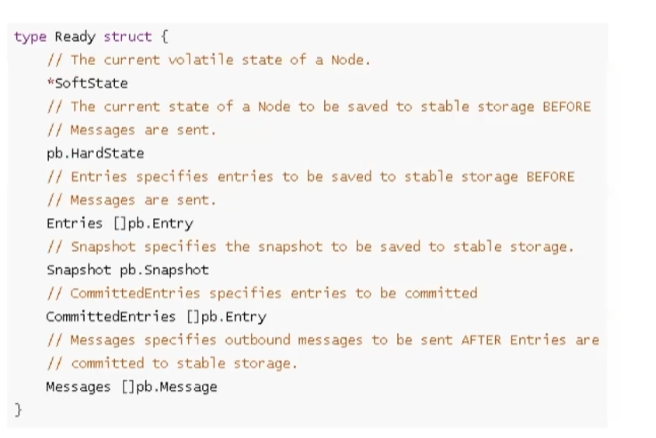 type Ready struct {
// The current volatile state of a Node.
*SoftState
// The current state of a Node to be saved to stable storage BEFORE
// Messages are sent.
pb.HardState
// Entries specifies entries to be saved to stable storage BEFORE
// Messages are sent.
Entries []pb.Entry
// Snapshot specifies the snapshot to be saved to stable storage.
Snapshot pb.Snapshot
// CommittedEntries specifies entries to be committed
CommittedEntries []pb.Entry
// Messages specifies outbound messages to be sent AFTER Entries are
// committed to stable storage.
Messages []pb.Message
}